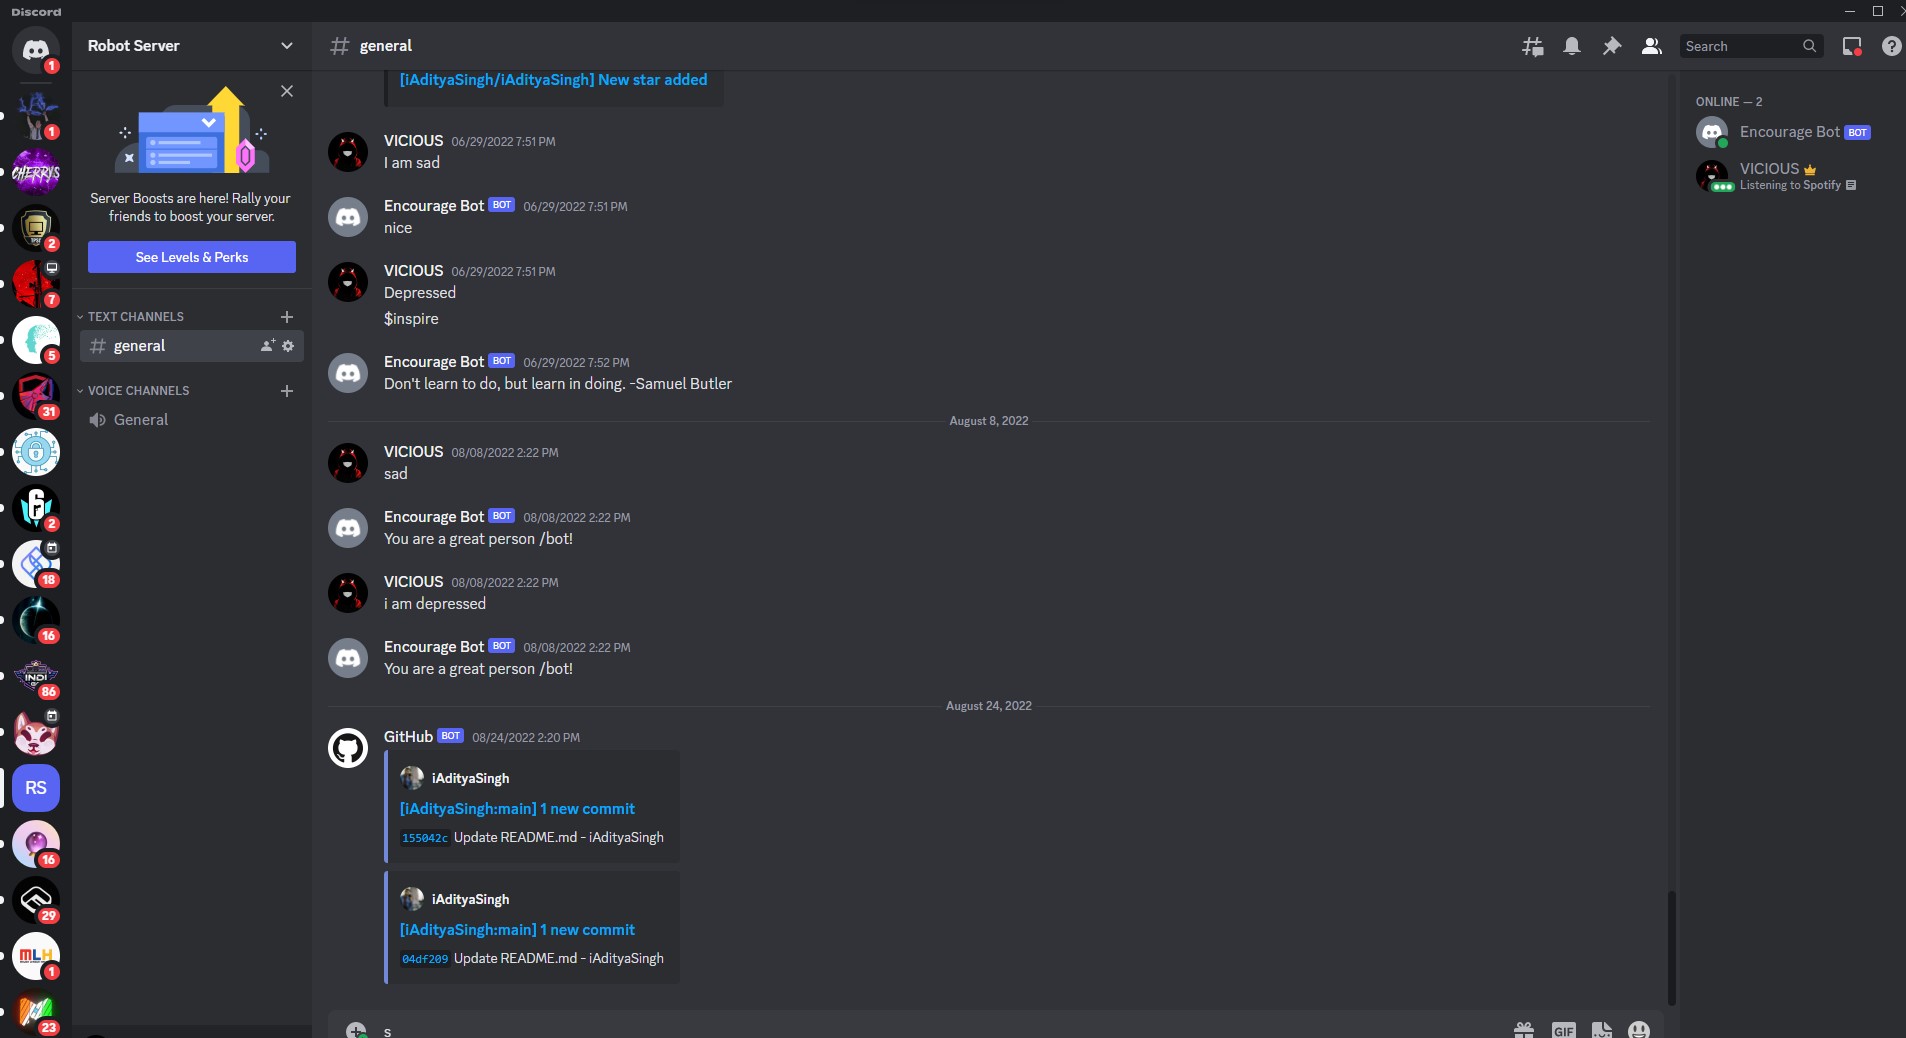 Discord
Robot Server
general
Search
1
1
CHERRYS
2
7
5
31
2
18
16
INDI
86
RS
16
29
MLH
1
23
Server Boosts are here! Rally your
friends to boost your server.
See Levels & Perks
TEXT CHANNELS
general
VOICE CHANNELS
General
[iAdityaSingh/iAdityaSingh] New star added
VICIOUS 06/29/2022 7:51 PM
I am sad
Encourage Bot BOT 06/29/2022 7:51 PM
nice
VICIOUS 06/29/2022 7:51 PM
Depressed
$inspire
Encourage Bot BOT 06/29/2022 7:52 PM
Don't learn to do, but learn in doing. -Samuel Butler
August 8, 2022
VICIOUS 08/08/2022 2:22 PM
sad
Encourage Bot BOT 08/08/2022 2:22 PM
You are a great person /bot!
VICIOUS 08/08/2022 2:22 PM
i am depressed
Encourage Bot BOT 08/08/2022 2:22 PM
You are a great person /bot!
August 24, 2022
GitHub BOT 08/24/2022 2:20 PM
iAdityaSingh
[iAdityaSingh:main] 1 new commit
155042c Update README.md - iAdityaSingh
iAdityaSingh
[iAdityaSingh:main] 1 new commit
04df209 Update README.md - iAdityaSingh
s
GIF
ONLINE — 2
Encourage Bot BOT
VICIOUS
Listening to Spotify